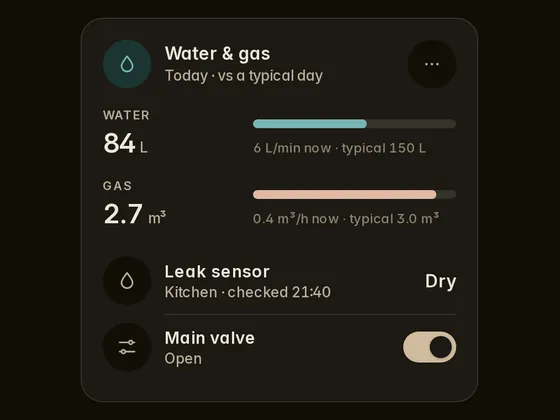 Water & gas
Today · vs a typical day
WATER
84 L
6 L/min now · typical 150 L
GAS
2.7 m³
0.4 m³/h now · typical 3.0 m³
Leak sensor
Kitchen · checked 21:40
Dry
Main valve
Open